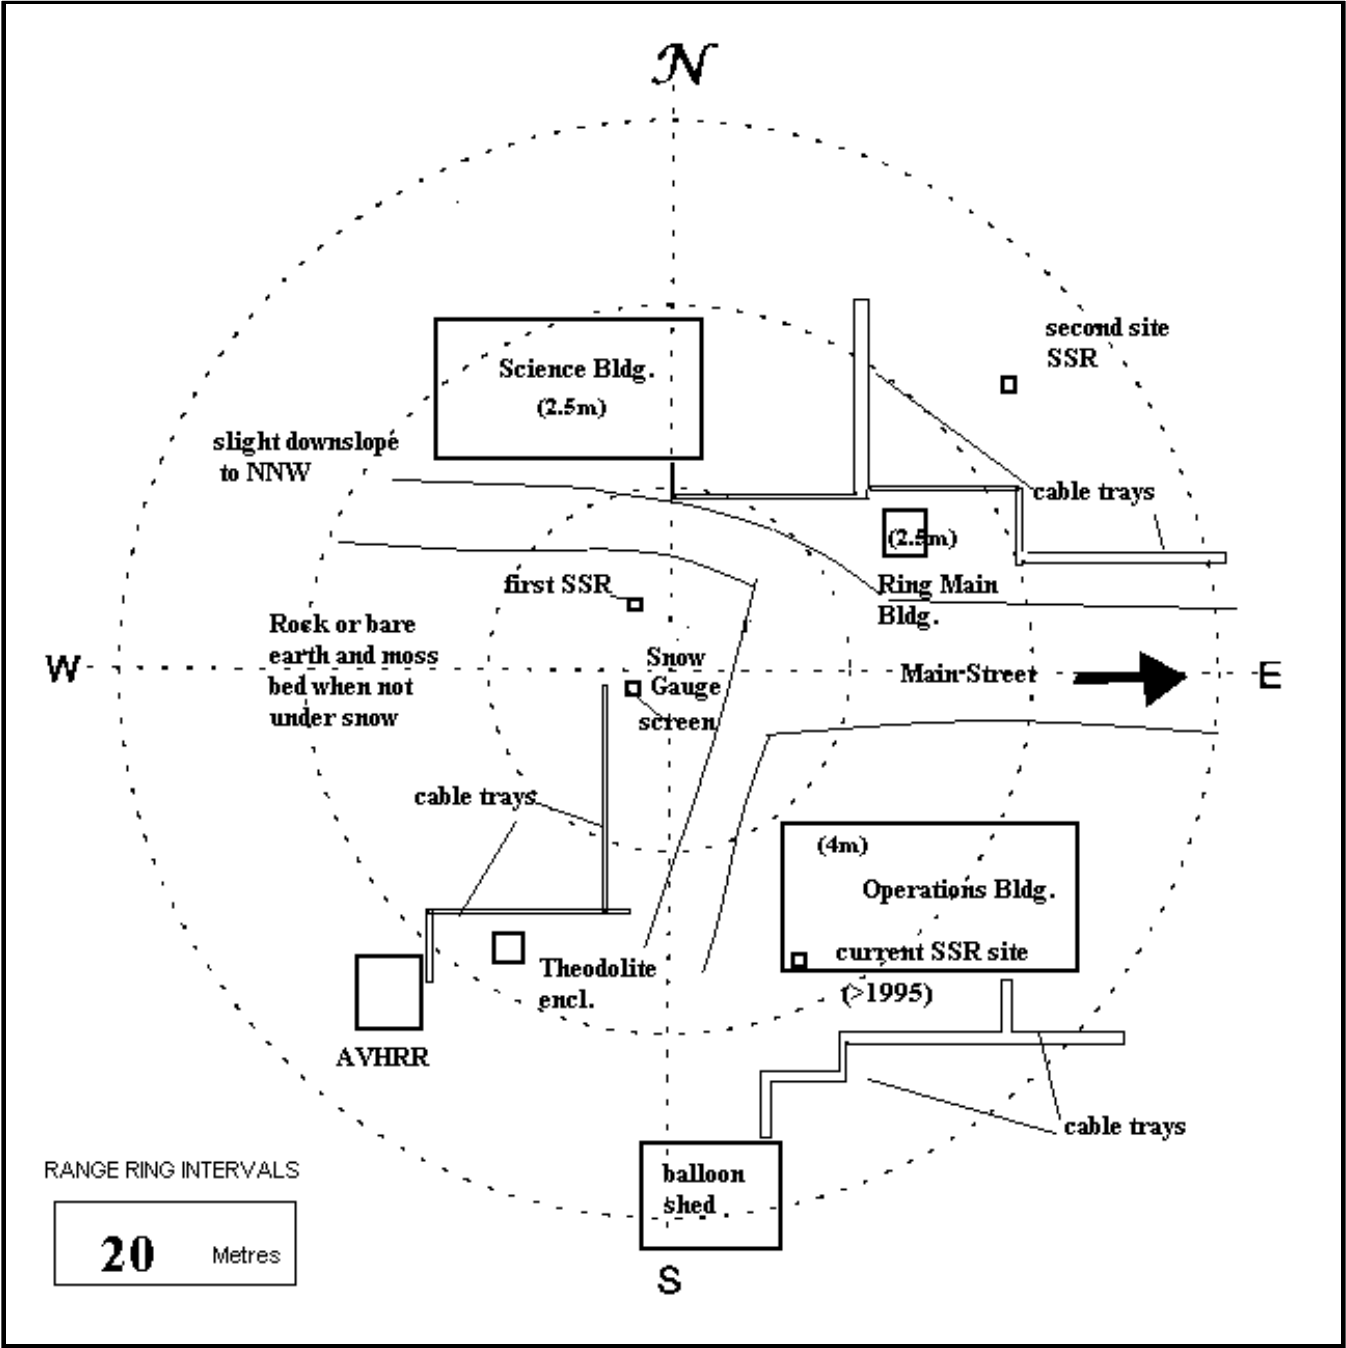 N
second site
SSR
Science Bldg.
(2.5m)
slight downslope
to NNW
cable trays
(2.5m)
first SSR
Ring Main
Bldg.
Rock or bare
earth and moss
bed when not
under snow
W
Snow
Gauge
screen
Main Street
E
cable trays
(4m)
Operations Bldg.
current SSR site
(>1995)
Theodolite
encl.
AVHRR
cable trays
balloon
shed
RANGE RING INTERVALS
20 Metres
S